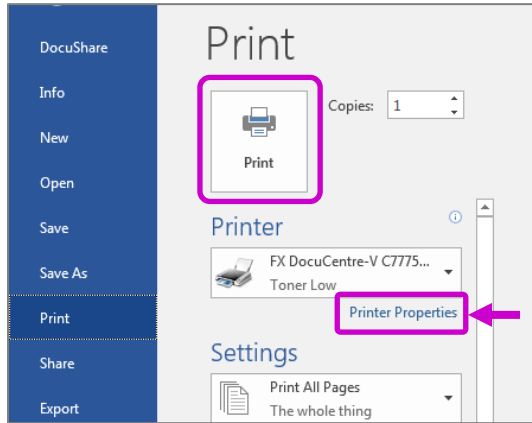 DocuShare
Info
New
Open
Save
Save As
Print
Share
Export
Print
Print
Copies: 1
Printer
FX DocuCentre-V C7775...
Toner Low
Printer Properties
Settings
Print All Pages
The whole thing